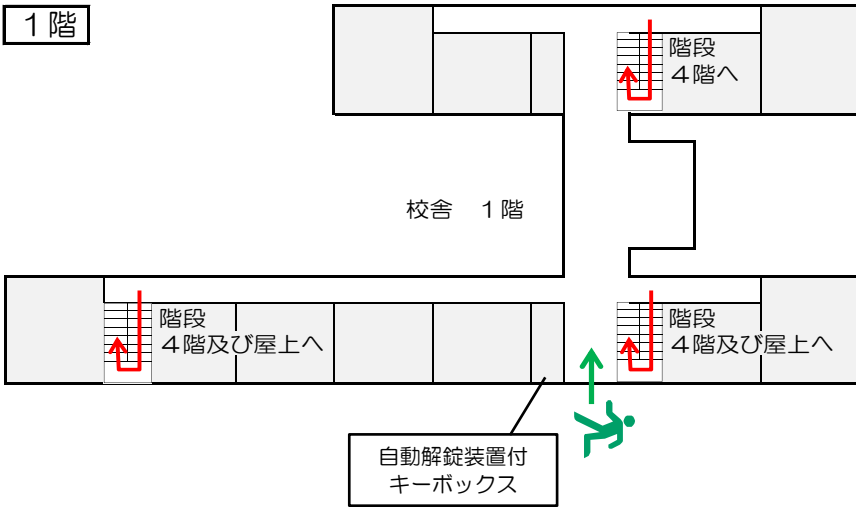 １階
階段
４階へ
校舎　１階
階段
４階及び屋上へ
階段
４階及び屋上へ
自動解錠装置付
キーボックス